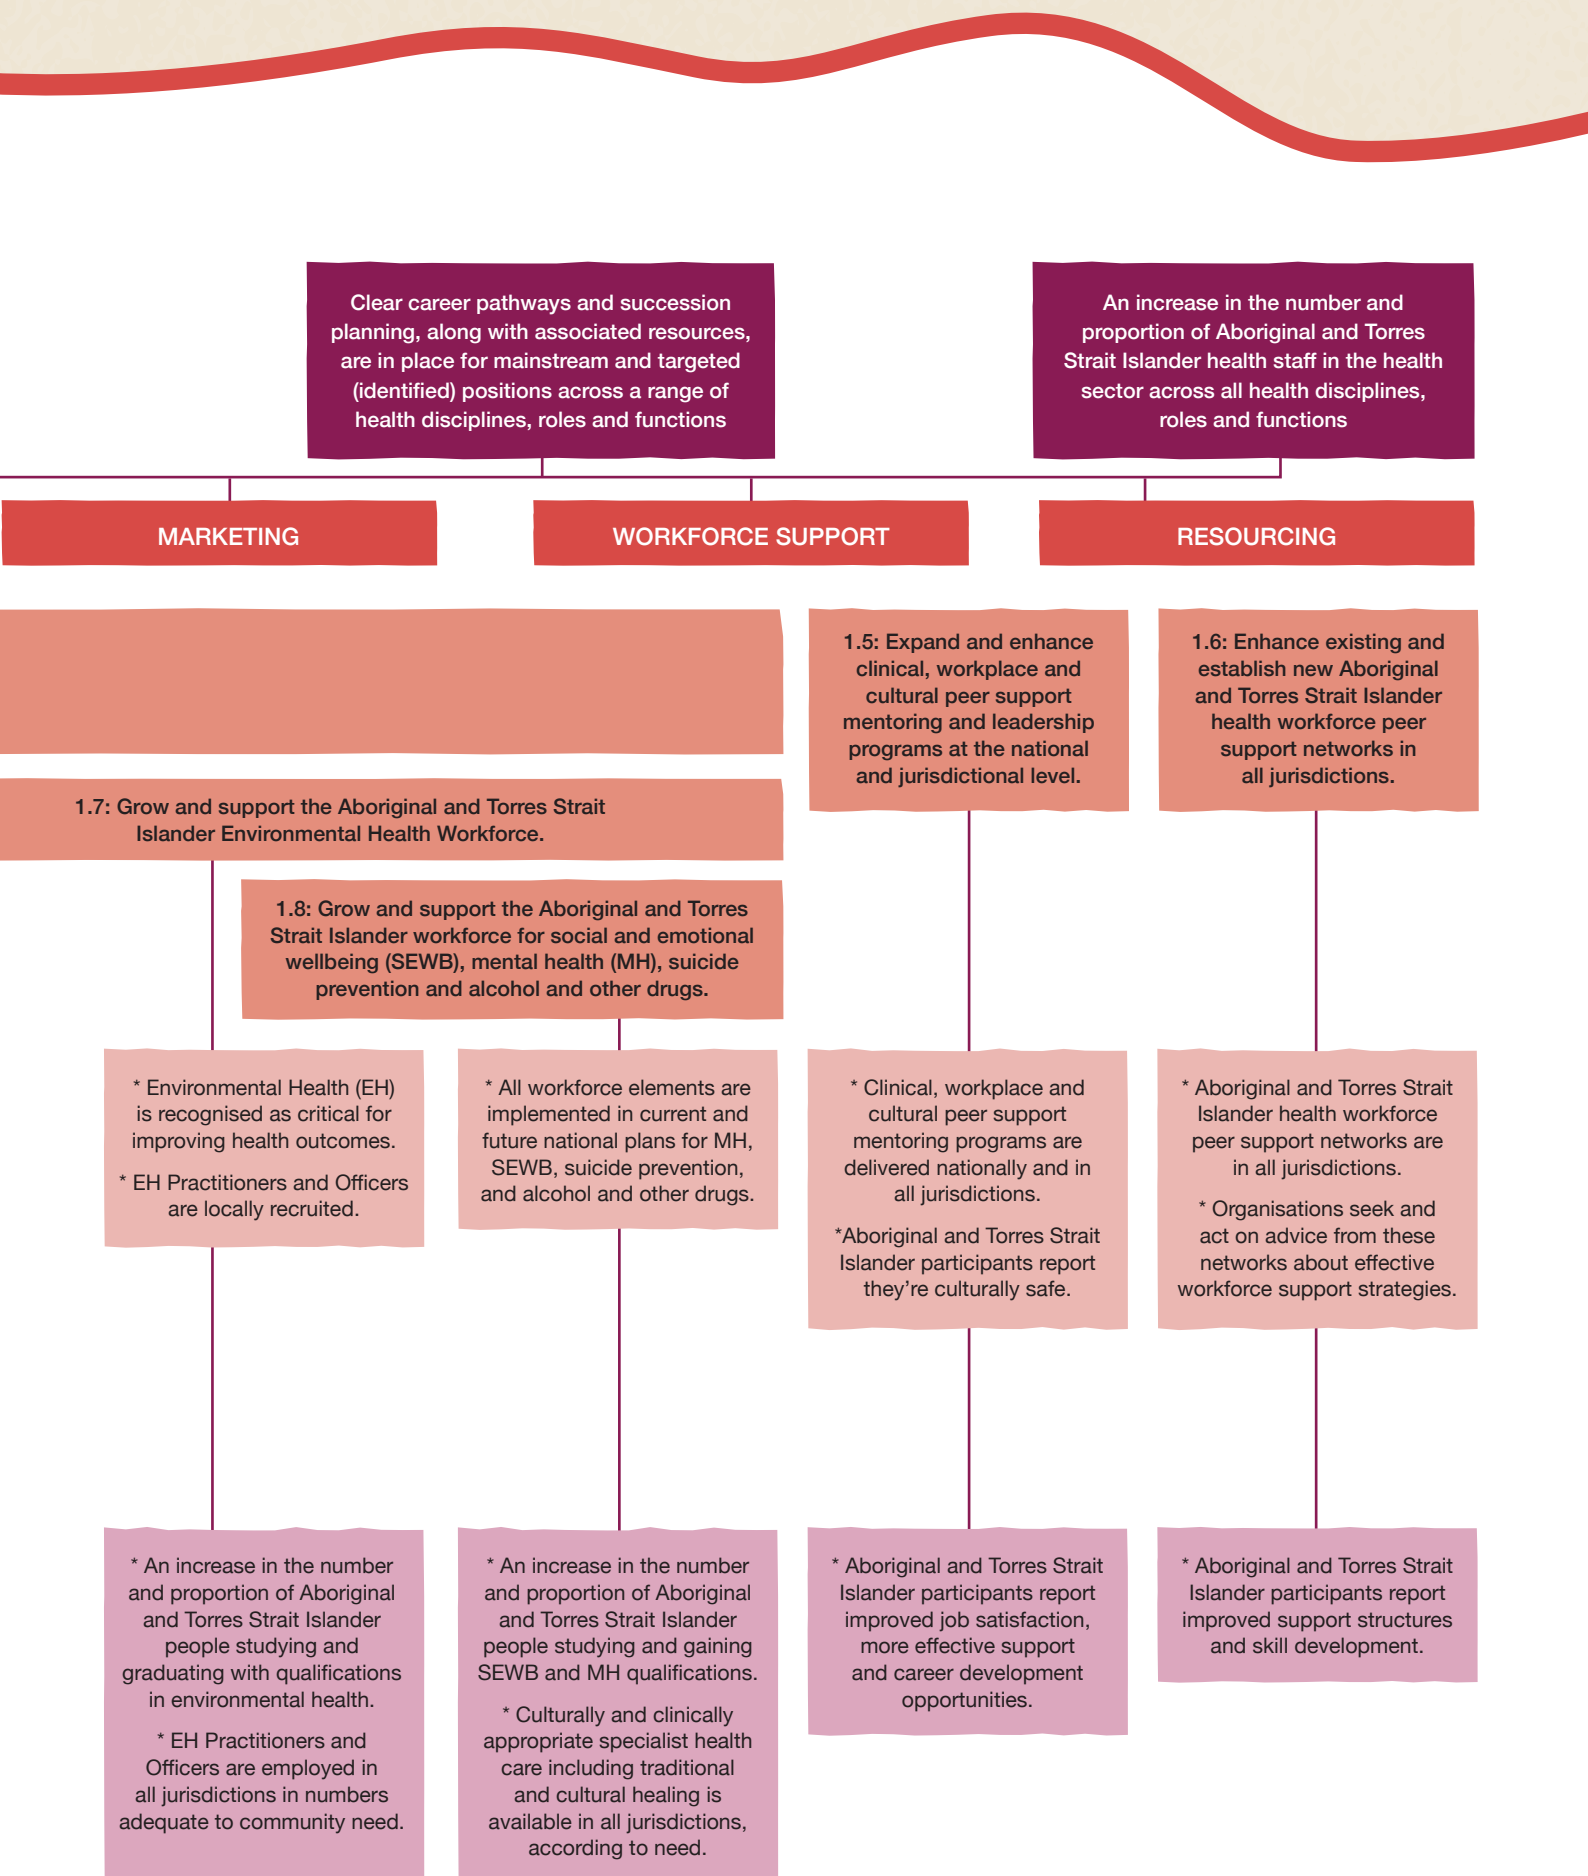 Clear career pathways and succession
planning, along with associated resources,
are in place for mainstream and targeted
(identified) positions across a range of
health disciplines, roles and functions
An increase in the number and
proportion of Aboriginal and Torres
Strait Islander health staff in the health
sector across all health disciplines,
roles and functions
MARKETING
WORKFORCE SUPPORT
RESOURCING
1.5: Expand and enhance
clinical, workplace and
cultural peer support
mentoring and leadership
programs at the national
and jurisdictional level.
1.6: Enhance existing and
establish new Aboriginal
and Torres Strait Islander
health workforce peer
support networks in
all jurisdictions.
1.7: Grow and support the Aboriginal and Torres Strait
Islander Environmental Health Workforce.
1.8: Grow and support the Aboriginal and Torres
Strait Islander workforce for social and emotional
wellbeing (SEWB), mental health (MH), suicide
prevention and alcohol and other drugs.
* Environmental Health (EH)
is recognised as critical for
improving health outcomes.
* EH Practitioners and Officers
are locally recruited.
* All workforce elements are
implemented in current and
future national plans for MH,
SEWB, suicide prevention,
and alcohol and other drugs.
* Clinical, workplace and
cultural peer support
mentoring programs are
delivered nationally and in
all jurisdictions.
*Aboriginal and Torres Strait
Islander participants report
they’re culturally safe.
* Aboriginal and Torres Strait
Islander health workforce
peer support networks are
in all jurisdictions.
* Organisations seek and
act on advice from these
networks about effective
workforce support strategies.
* An increase in the number
and proportion of Aboriginal
and Torres Strait Islander
people studying and
graduating with qualifications
in environmental health.
* EH Practitioners and
Officers are employed in
all jurisdictions in numbers
adequate to community need.
* An increase in the number
and proportion of Aboriginal
and Torres Strait Islander
people studying and gaining
SEWB and MH qualifications.
* Culturally and clinically
appropriate specialist health
care including traditional
and cultural healing is
available in all jurisdictions,
according to need.
* Aboriginal and Torres Strait
Islander participants report
improved job satisfaction,
more effective support
and career development
opportunities.
* Aboriginal and Torres Strait
Islander participants report
improved support structures
and skill development.